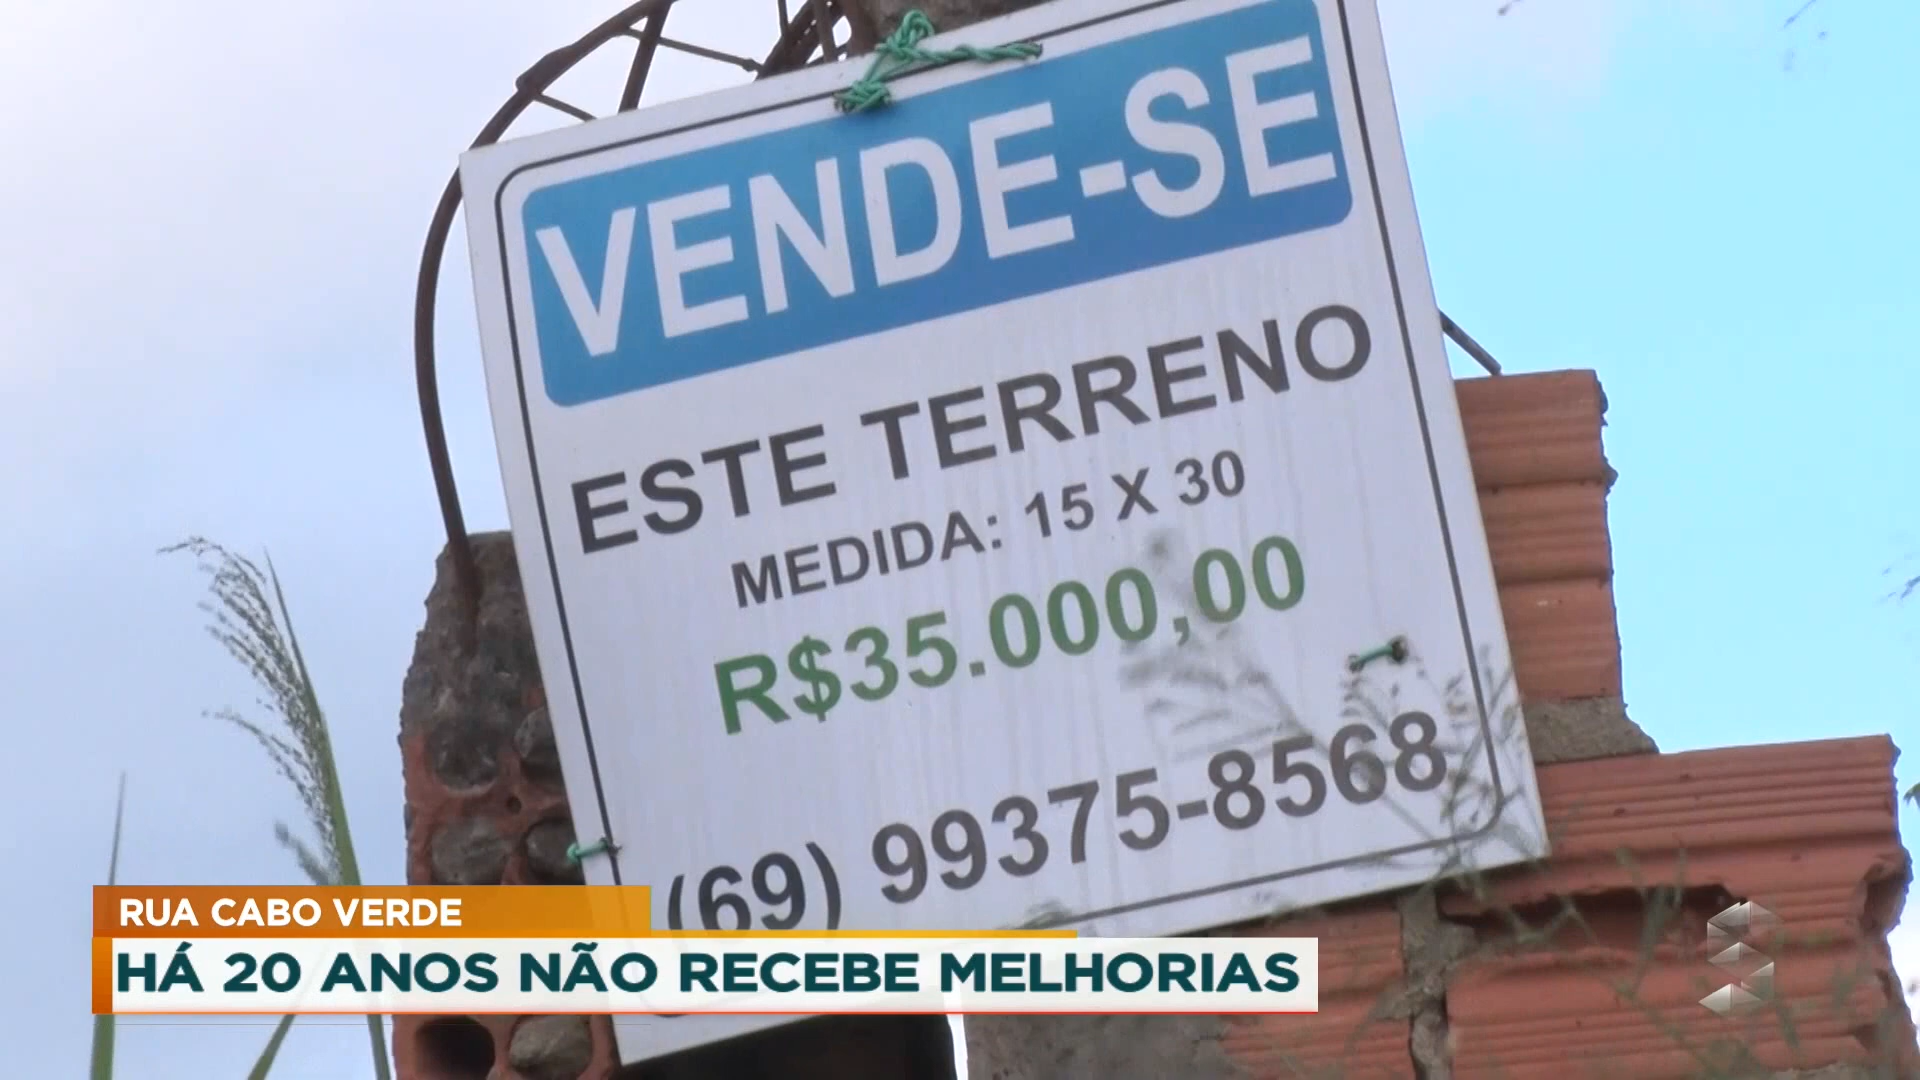 VENDE-SE
ESTE TERRENO
MEDIDA: 15 X 30
R$35.000,00
(69) 99375-8568
RUA CABO VERDE
HÁ 20 ANOS NÃO RECEBE MELHORIAS